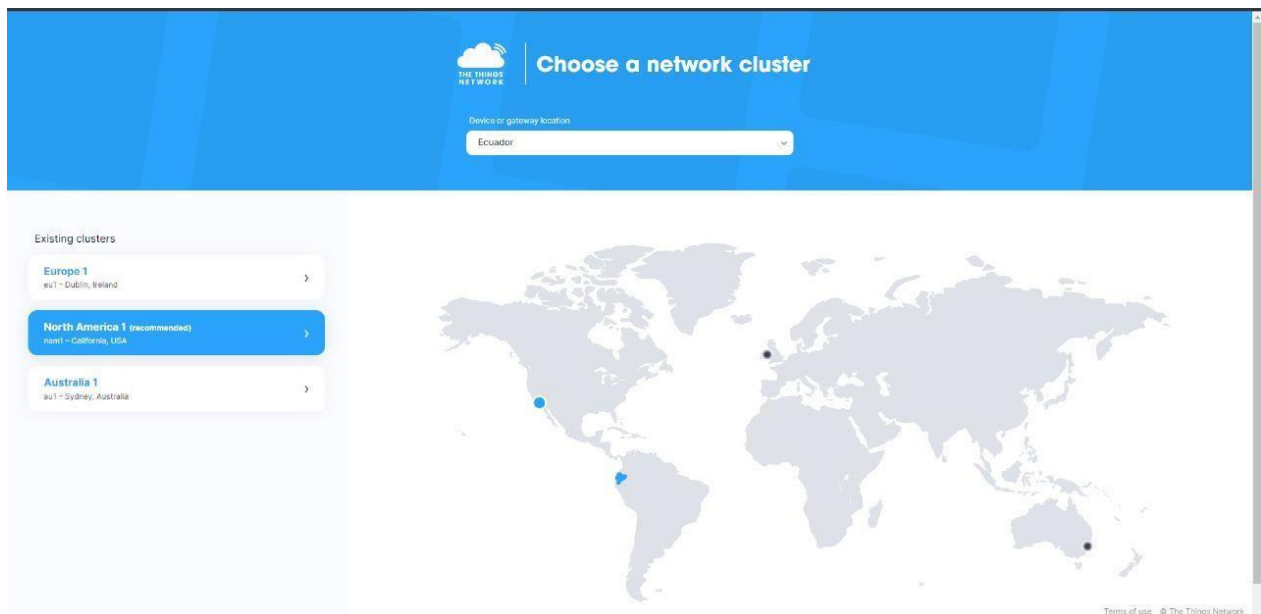 THE THINGS
NETWORK
Choose a network cluster
Device or gateway location
Ecuador
Existing clusters
Europe 1
eu1 – Dublin, Ireland
North America 1 (recommended)
nam1 – California, USA
Australia 1
au1 – Sydney, Australia
Terms of use © The Things Network